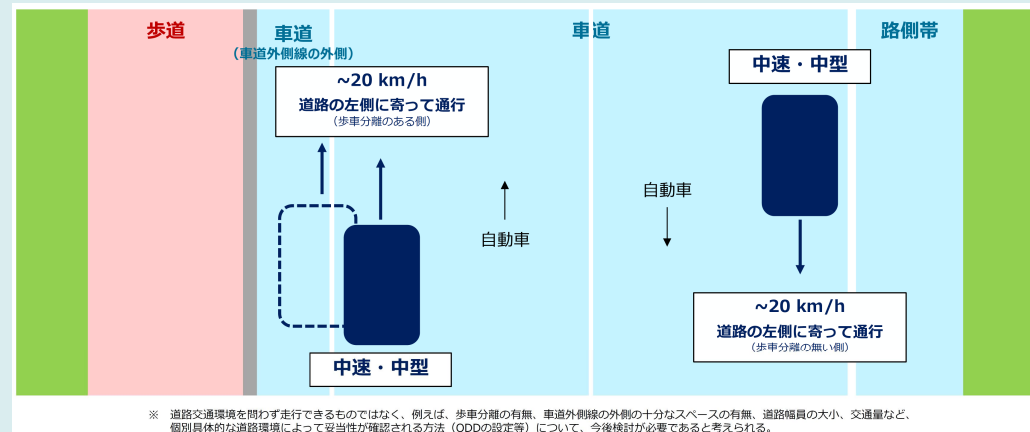 歩道
車道
（車道外側線の外側）
車道
路側帯
~20 km/h
道路の左側に寄って通行
（歩車分離のある側）
中速・中型
自動車
自動車
~20 km/h
道路の左側に寄って通行
（歩車分離の無い側）
中速・中型
※　道路交通環境を問わず走行できるものではなく、例えば、歩車分離の有無、車道外側線の外側の十分なスペースの有無、道路幅員の大小、交通量など、
個別具体的な道路環境によって妥当性が確認される方法（ODDの設定等）について、今後検討が必要であると考えられる。